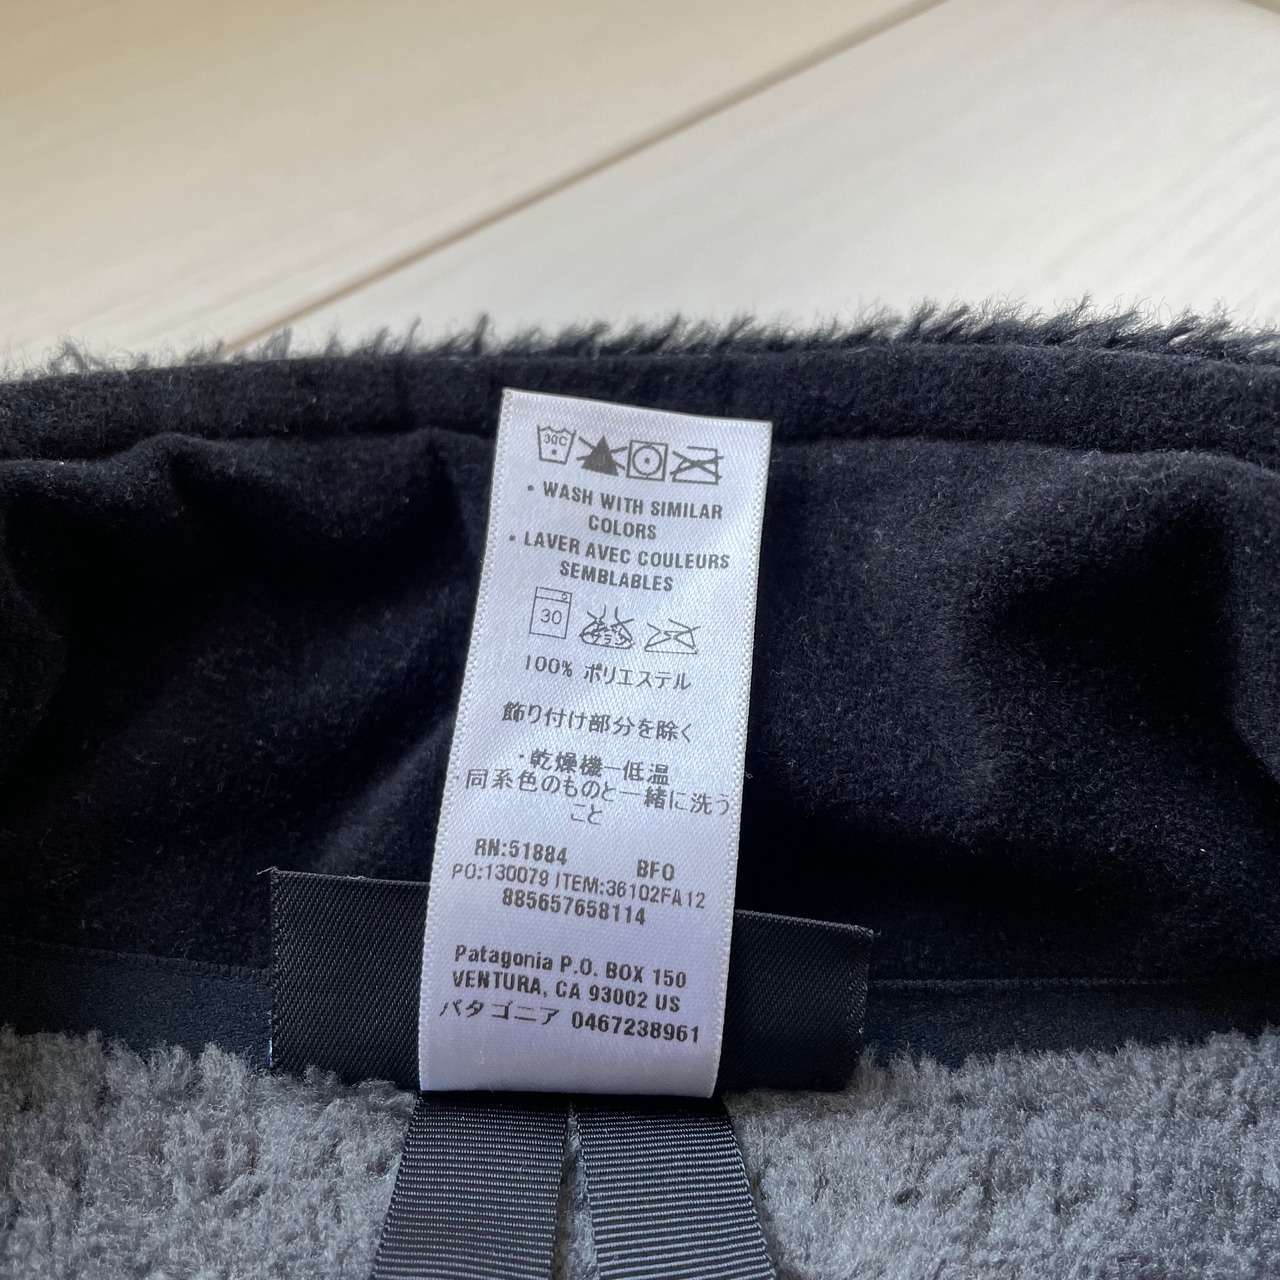 30C
• WASH WITH SIMILAR
COLORS
• LAVER AVEC COULEURS
SEMBLABLES
30
100% ポリエステル
飾り付け部分を除く
・乾燥機ー低温
・同系色のものと一緒に洗う
こと
RN:51884 BFO
PO:130079 ITEM:36102FA12
885657658114
Patagonia P.O. BOX 150
VENTURA, CA 93002 US
パタゴニア 0467238961